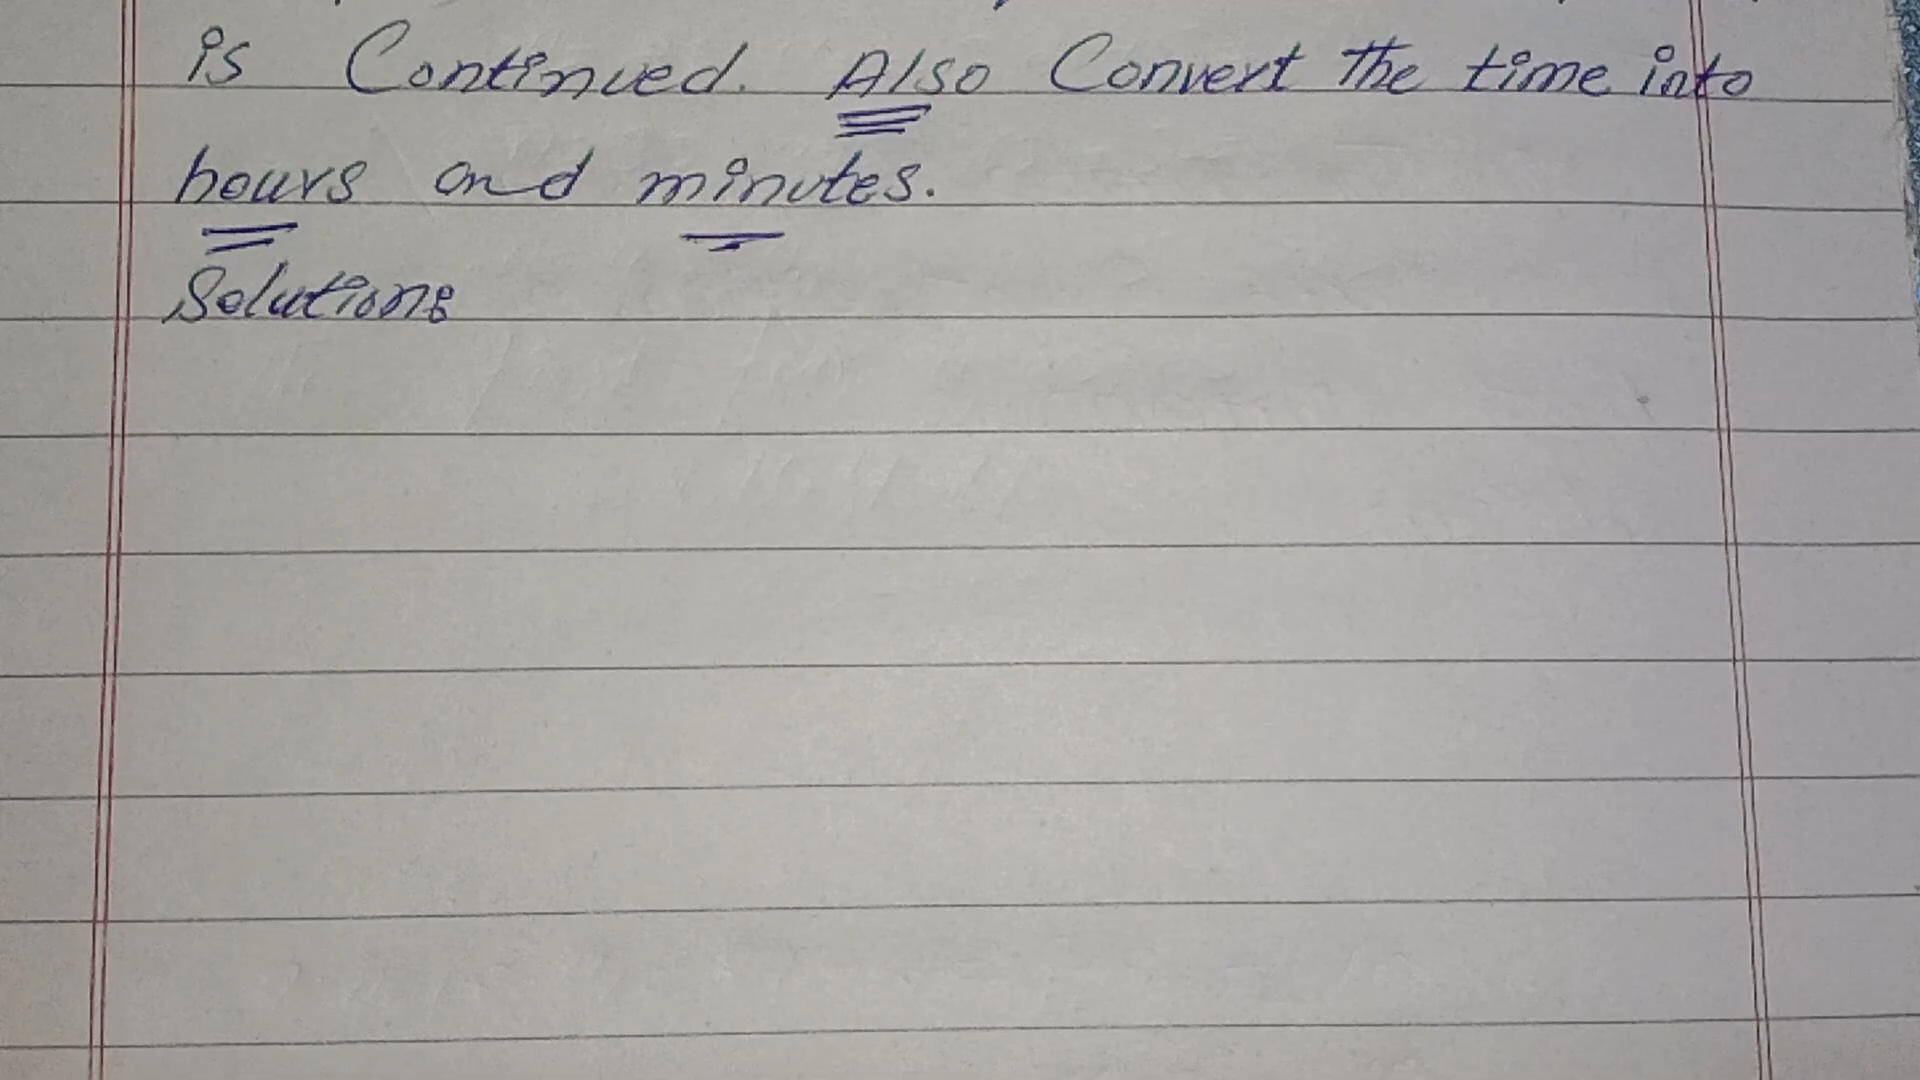 is Continued. Also Convert the time into
hours and minutes.
Solutions